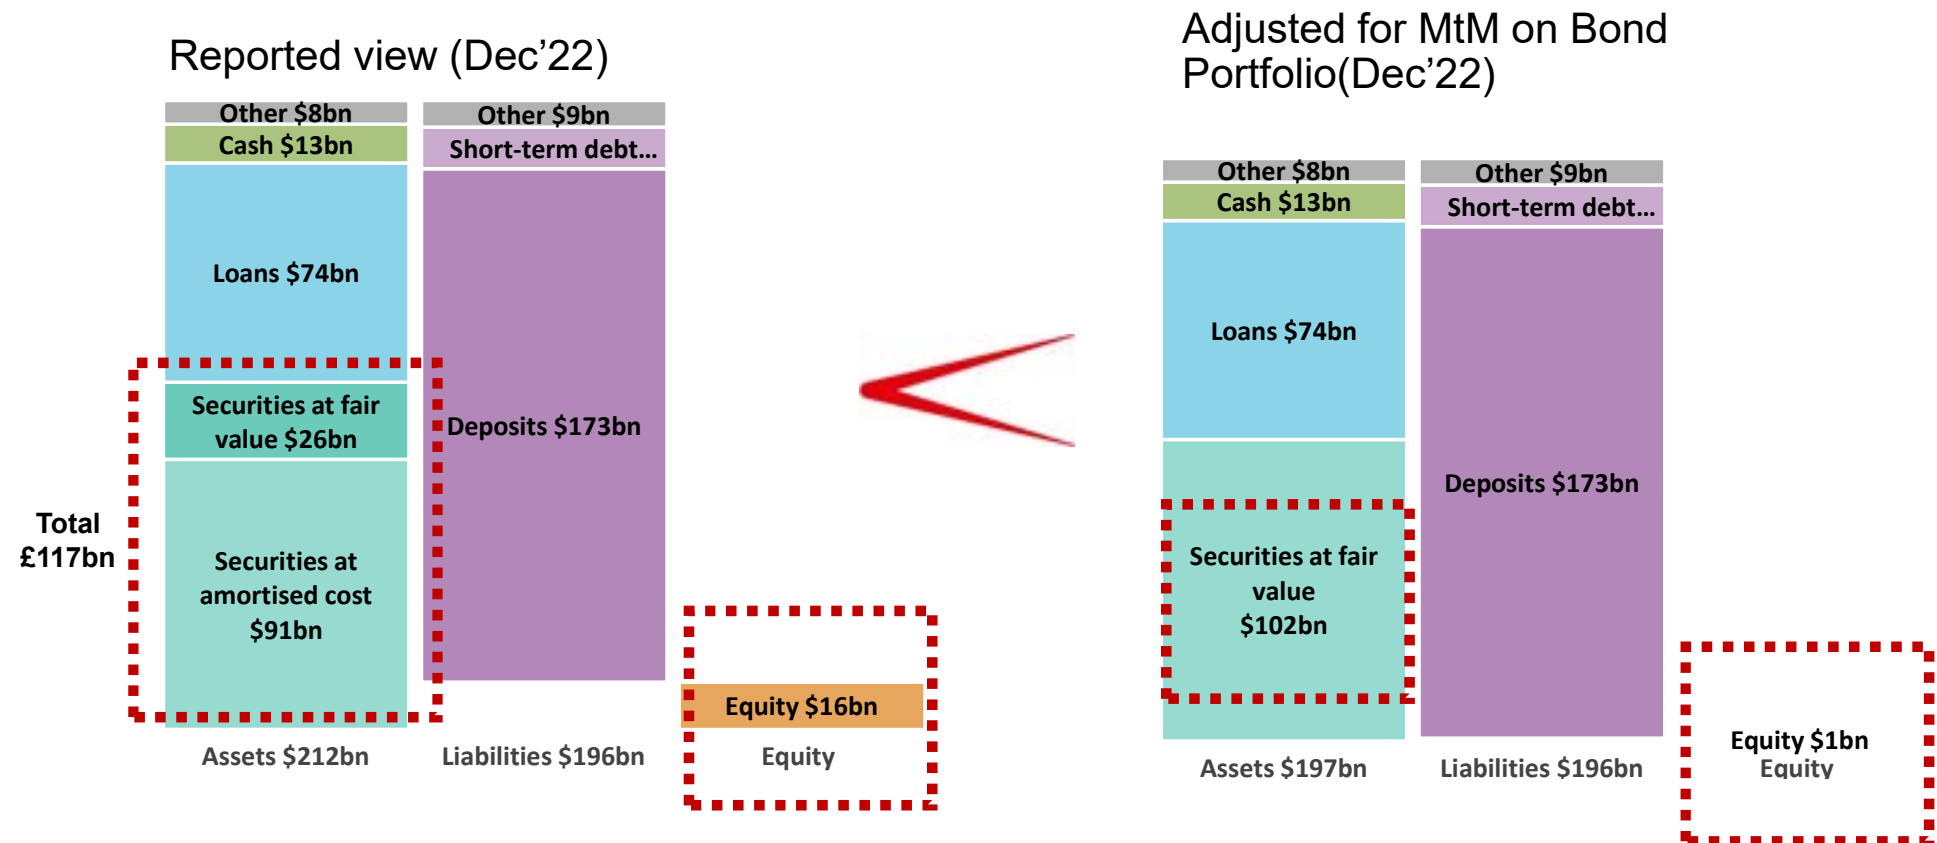 Reported view (Dec’22)
Other $8bn
Cash $13bn
Loans $74bn
Securities at fair
value $26bn
Securities at
amortised cost
$91bn
Total
£117bn
Assets $212bn
Other $9bn
Short-term debt...
Deposits $173bn
Liabilities $196bn
Equity $16bn
Equity
Adjusted for MtM on Bond
Portfolio(Dec’22)
Other $8bn
Cash $13bn
Loans $74bn
Securities at fair
value
$102bn
Assets $197bn
Other $9bn
Short-term debt...
Deposits $173bn
Liabilities $196bn
Equity $1bn
Equity